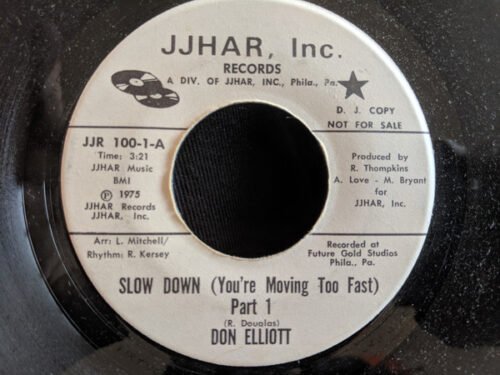 JJHAR, Inc.
RECORDS
A DIV. OF JJHAR, INC., Phila., Pa.
D. J. COPY
NOT FOR SALE
JJR 100-1-A
Time: 3:21
JJHAR Music
BMI
Ⓟ 1975
JJHAR Records
JJHAR, Inc.
Produced by
R. Thompkins
A. Love - M. Bryant
for
JJHAR, Inc.
Arr: L. Mitchell/
Rhythm: R. Kersey
Recorded at
Future Gold Studios
Phila., Pa.
SLOW DOWN (You're Moving Too Fast)
Part 1
(R. Douglas)
DON ELLIOTT